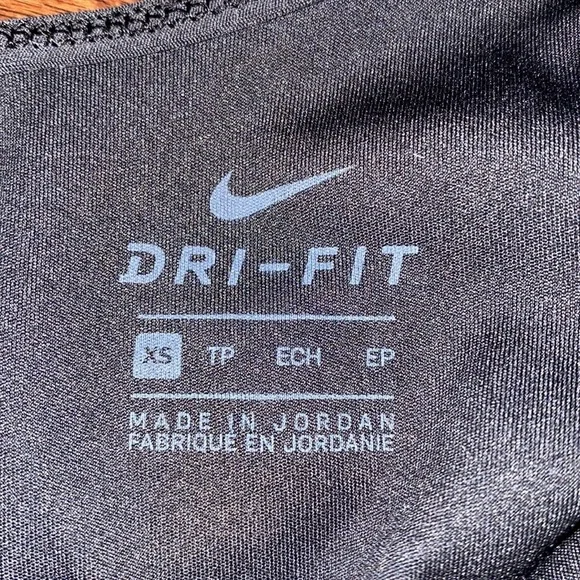 DRI-FIT
XS TP ECH EP
MADE IN JORDAN
FABRIQUE EN JORDANIE